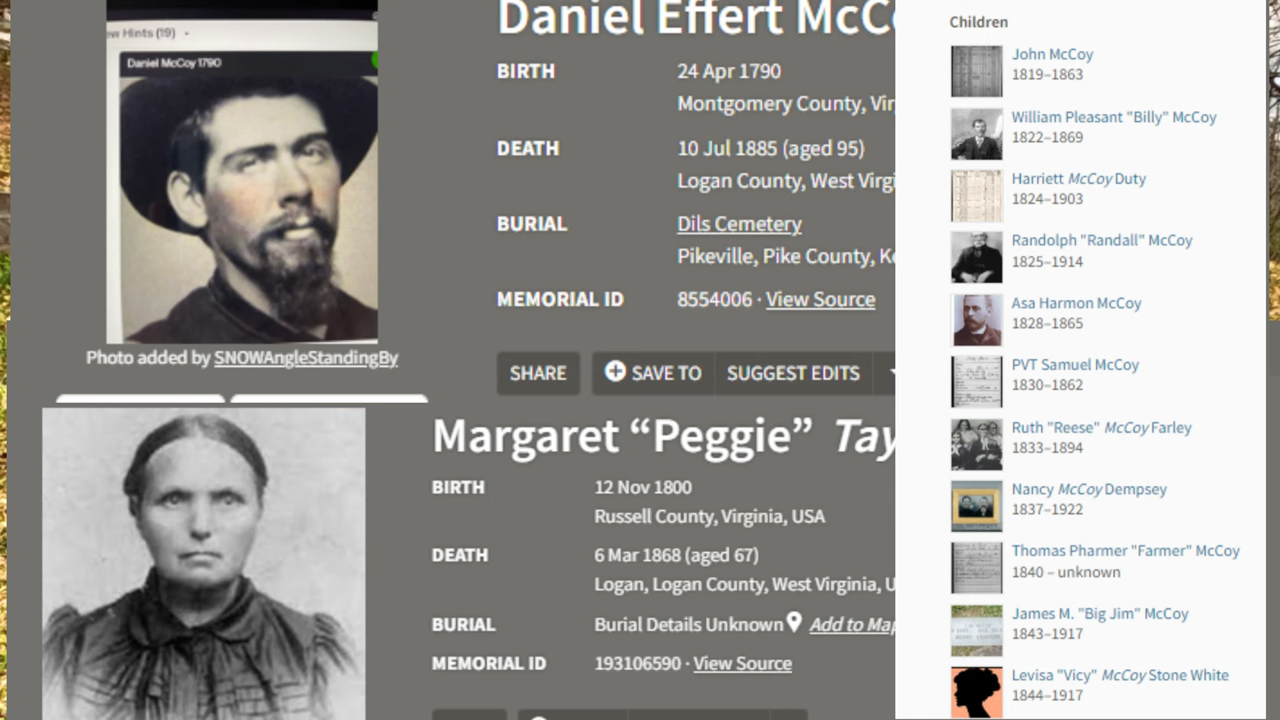 ew Hints (19)
Daniel McCoy 1790
Photo added by SNOWAngleStandingBy
Daniel Effert McCo
BIRTH 24 Apr 1790
Montgomery County, Vir
DEATH 10 Jul 1885 (aged 95)
Logan County, West Virgi
BURIAL Dils Cemetery
Pikeville, Pike County, Ke
MEMORIAL ID 8554006 · View Source
SHARE SAVE TO SUGGEST EDITS
Margaret “Peggie” Tay
BIRTH 12 Nov 1800
Russell County, Virginia, USA
DEATH 6 Mar 1868 (aged 67)
Logan, Logan County, West Virginia, U
BURIAL Burial Details Unknown Add to Map
MEMORIAL ID 193106590 · View Source
Children
John McCoy
1819–1863
William Pleasant "Billy" McCoy
1822–1869
Harriett McCoy Duty
1824–1903
Randolph "Randall" McCoy
1825–1914
Asa Harmon McCoy
1828–1865
PVT Samuel McCoy
1830–1862
Ruth "Reese" McCoy Farley
1833–1894
Nancy McCoy Dempsey
1837–1922
Thomas Pharmer "Farmer" McCoy
1840 – unknown
James M. "Big Jim" McCoy
1843–1917
Levisa "Vicy" McCoy Stone White
1844–1917